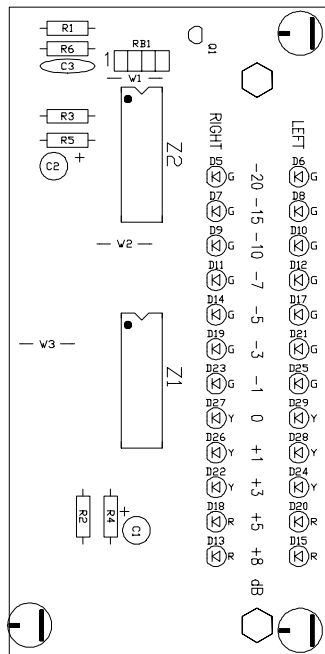 R1
R6
C3
1
RB1
W1
Q1
R3
R5
+
C2
Z2
W2
W3
Z1
R2
R4
+
C1
RIGHT
LEFT
D5 G -20 D6 G
D7 G -15 D8 G
D9 G -10 D10 G
D11 G -7 D12 G
D14 G -5 D17 G
D19 G -3 D21 G
D23 G -1 D25 G
D27 Y 0 D29 Y
D26 Y +1 D28 Y
D22 Y +3 D24 Y
D18 R +5 D20 R
D13 R +8 D15 R
dB